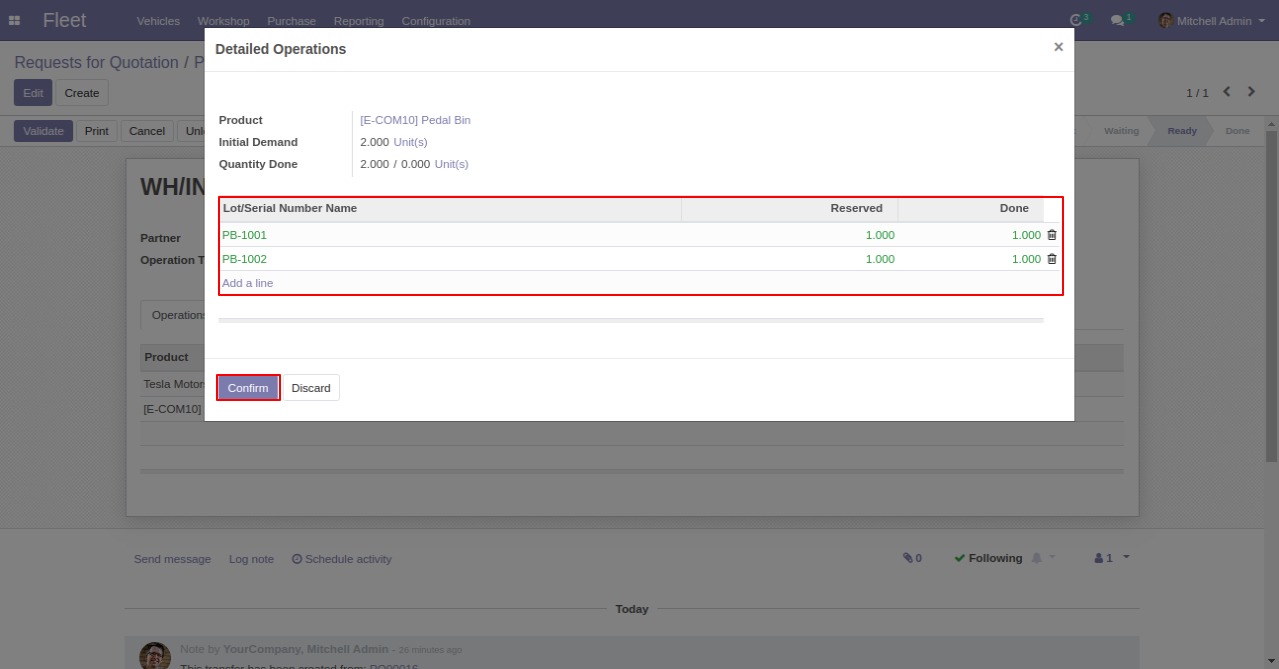 Fleet Vehicles Workshop Purchase Reporting Configuration 3 1 Mitchell Admin
Detailed Operations ×
Requests for Quotation / P
Edit Create 1 / 1
Product [E-COM10] Pedal Bin
Validate Print Cancel Waiting Ready Done
Initial Demand 2.000 Unit(s)
Quantity Done 2.000 / 0.000 Unit(s)
WH/IN
Lot/Serial Number Name Reserved Done
Partner PB-1001 1.000 1.000
Operation T PB-1002 1.000 1.000
Add a line
Operation
Product
Tesla Motor
Confirm Discard
[E-COM10]
Send message Log note Schedule activity 0 Following 1
Today
Note by YourCompany, Mitchell Admin - 26 minutes ago
This transfer has been created from: PO00016